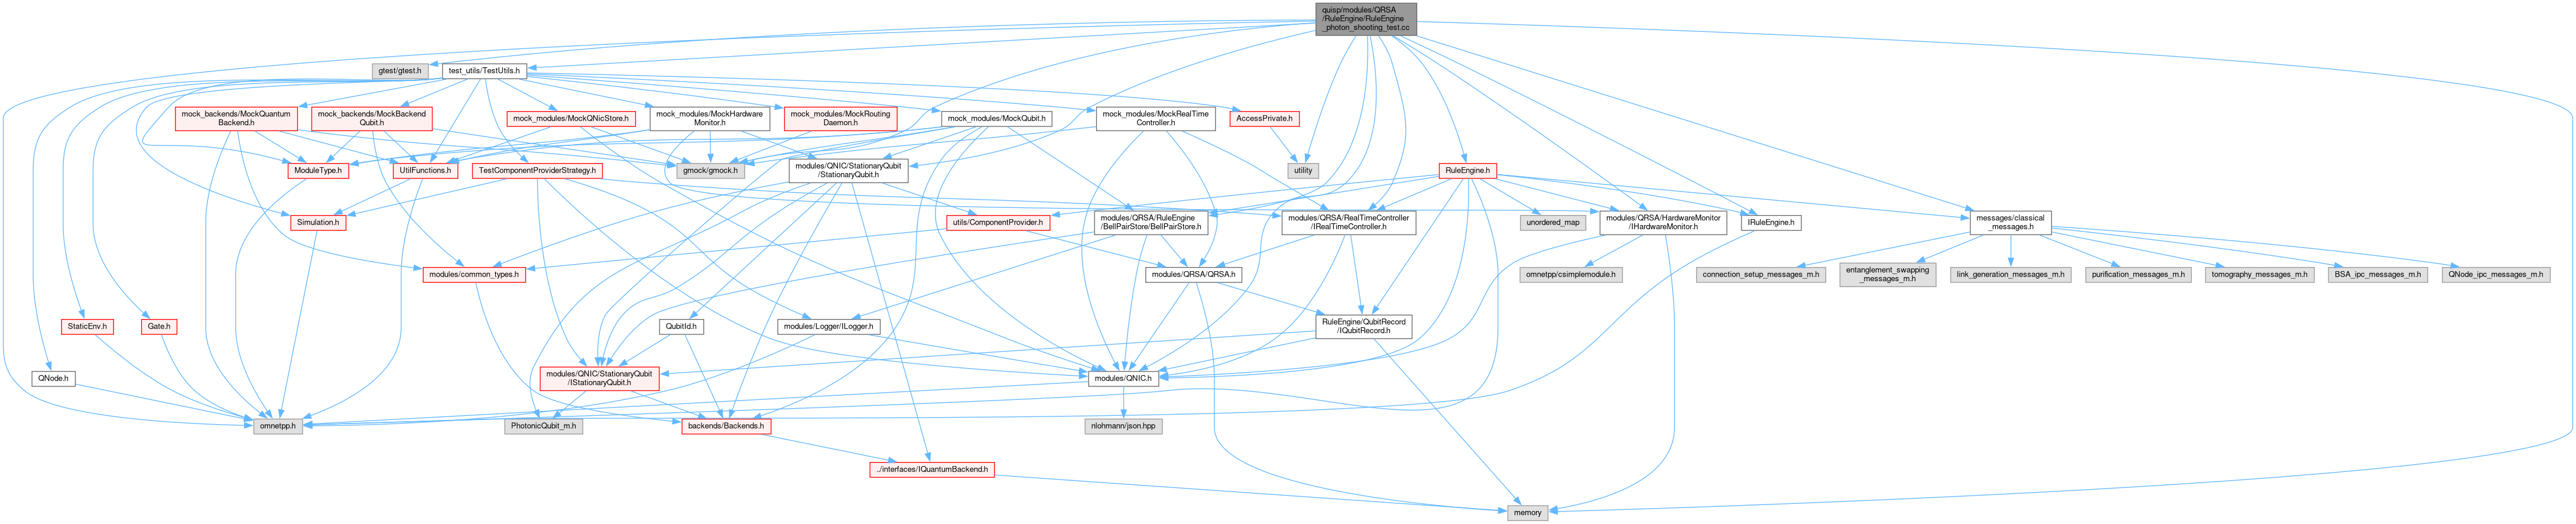 quisp/modules/QRSA
/RuleEngine/RuleEngine
_photon_shooting_test.cc
gtest/gtest.h
test_utils/TestUtils.h
mock_backends/MockQuantum
Backend.h
mock_backends/MockBackend
Qubit.h
mock_modules/MockQNicStore.h
mock_modules/MockHardware
Monitor.h
mock_modules/MockRouting
Daemon.h
mock_modules/MockQubit.h
mock_modules/MockRealTime
Controller.h
AccessPrivate.h
ModuleType.h
UtilFunctions.h
TestComponentProviderStrategy.h
gmock/gmock.h
modules/QNIC/StationaryQubit
/StationaryQubit.h
utility
RuleEngine.h
Simulation.h
utils/ComponentProvider.h
modules/QRSA/RuleEngine
/BellPairStore/BellPairStore.h
modules/QRSA/RealTimeController
/IRealTimeController.h
unordered_map
modules/QRSA/HardwareMonitor
/IHardwareMonitor.h
IRuleEngine.h
messages/classical
_messages.h
modules/common_types.h
modules/QRSA/QRSA.h
omnetpp/csimplemodule.h
connection_setup_messages_m.h
entanglement_swapping
_messages_m.h
link_generation_messages_m.h
purification_messages_m.h
tomography_messages_m.h
BSA_ipc_messages_m.h
QNode_ipc_messages_m.h
StaticEnv.h
Gate.h
QubitId.h
modules/Logger/ILogger.h
RuleEngine/QubitRecord
/IQubitRecord.h
QNode.h
modules/QNIC/StationaryQubit
/IStationaryQubit.h
modules/QNIC.h
omnetpp.h
PhotonicQubit_m.h
backends/Backends.h
nlohmann/json.hpp
./interfaces/IQuantumBackend.h
memory